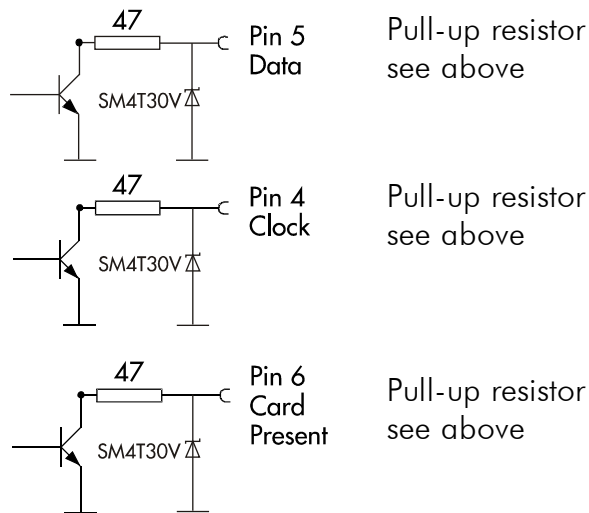 47
Pin 5
Data
SM4T30V
Pull-up resistor
see above
47
Pin 4
Clock
SM4T30V
Pull-up resistor
see above
47
Pin 6
Card
Present
SM4T30V
Pull-up resistor
see above